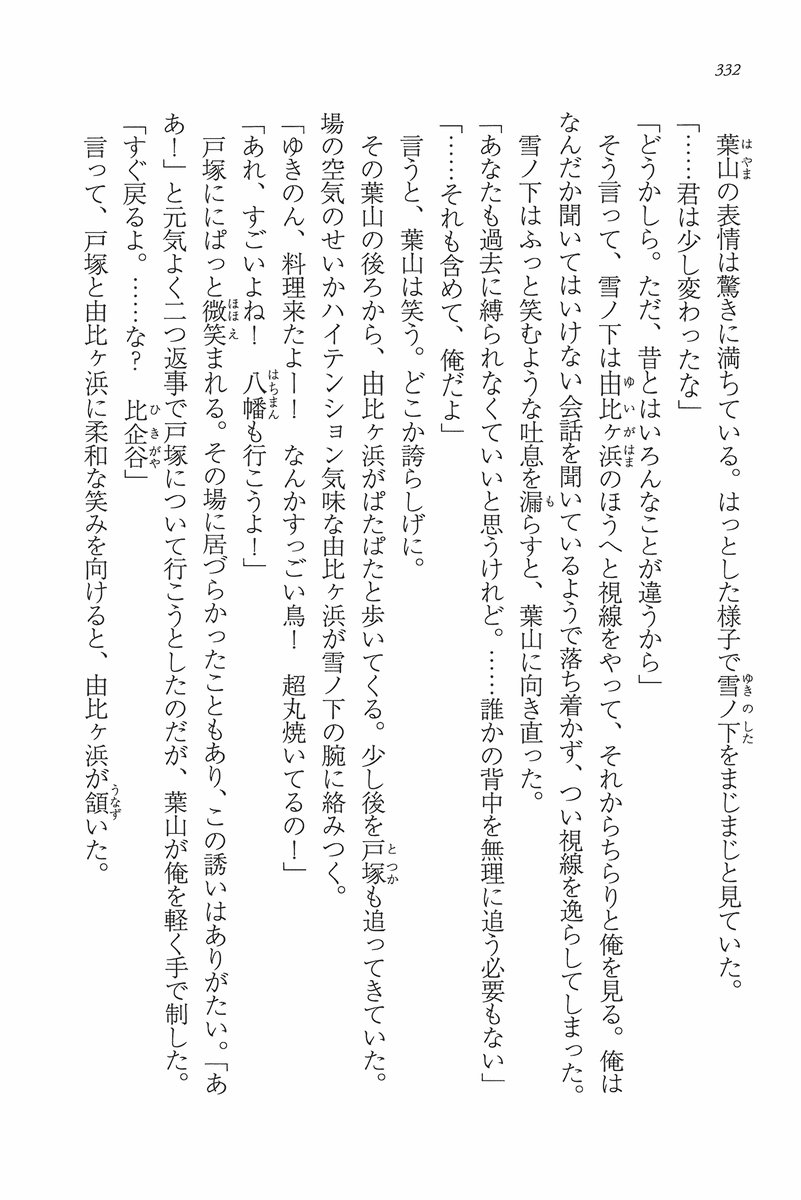 332
葉山の表情は驚きに満ちている。はっとした様子で雪ノ下をまじまじと見ていた。
「……君は少し変わったな」
「どうかしら。ただ、昔とはいろんなことが違うから」
そう言って、雪ノ下は由比ヶ浜のほうへと視線をやって、それからちらりと俺を見る。俺は
なんだか聞いてはいけない会話を聞いているようで落ち着かず、つい視線を逸らしてしまった。
雪ノ下はふっと笑むような吐息を漏らすと、葉山に向き直った。
「あなたも過去に縛られなくていいと思うけれど。……誰かの背中を無理に追う必要もない」
「……それも含めて、俺だよ」
言うと、葉山は笑う。どこか誇らしげに。
その葉山の後ろから、由比ヶ浜がぱたぱたと歩いてくる。少し後を戸塚も追ってきていた。
場の空気のせいかハイテンション気味な由比ヶ浜が雪ノ下の腕に絡みつく。
「ゆきのん、料理来たよー！　なんかすっごい鳥！　超丸焼いてるの！」
「あれ、すごいよね！　八幡も行こうよ！」
戸塚ににぱっと微笑まれる。その場に居づらかったこともあり、この誘いはありがたい。「あ
あ！」と元気よく二つ返事で戸塚について行こうとしたのだが、葉山が俺を軽く手で制した。
「すぐ戻るよ。……な？　比企谷」
言って、戸塚と由比ヶ浜に柔和な笑みを向けると、由比ヶ浜が頷いた。